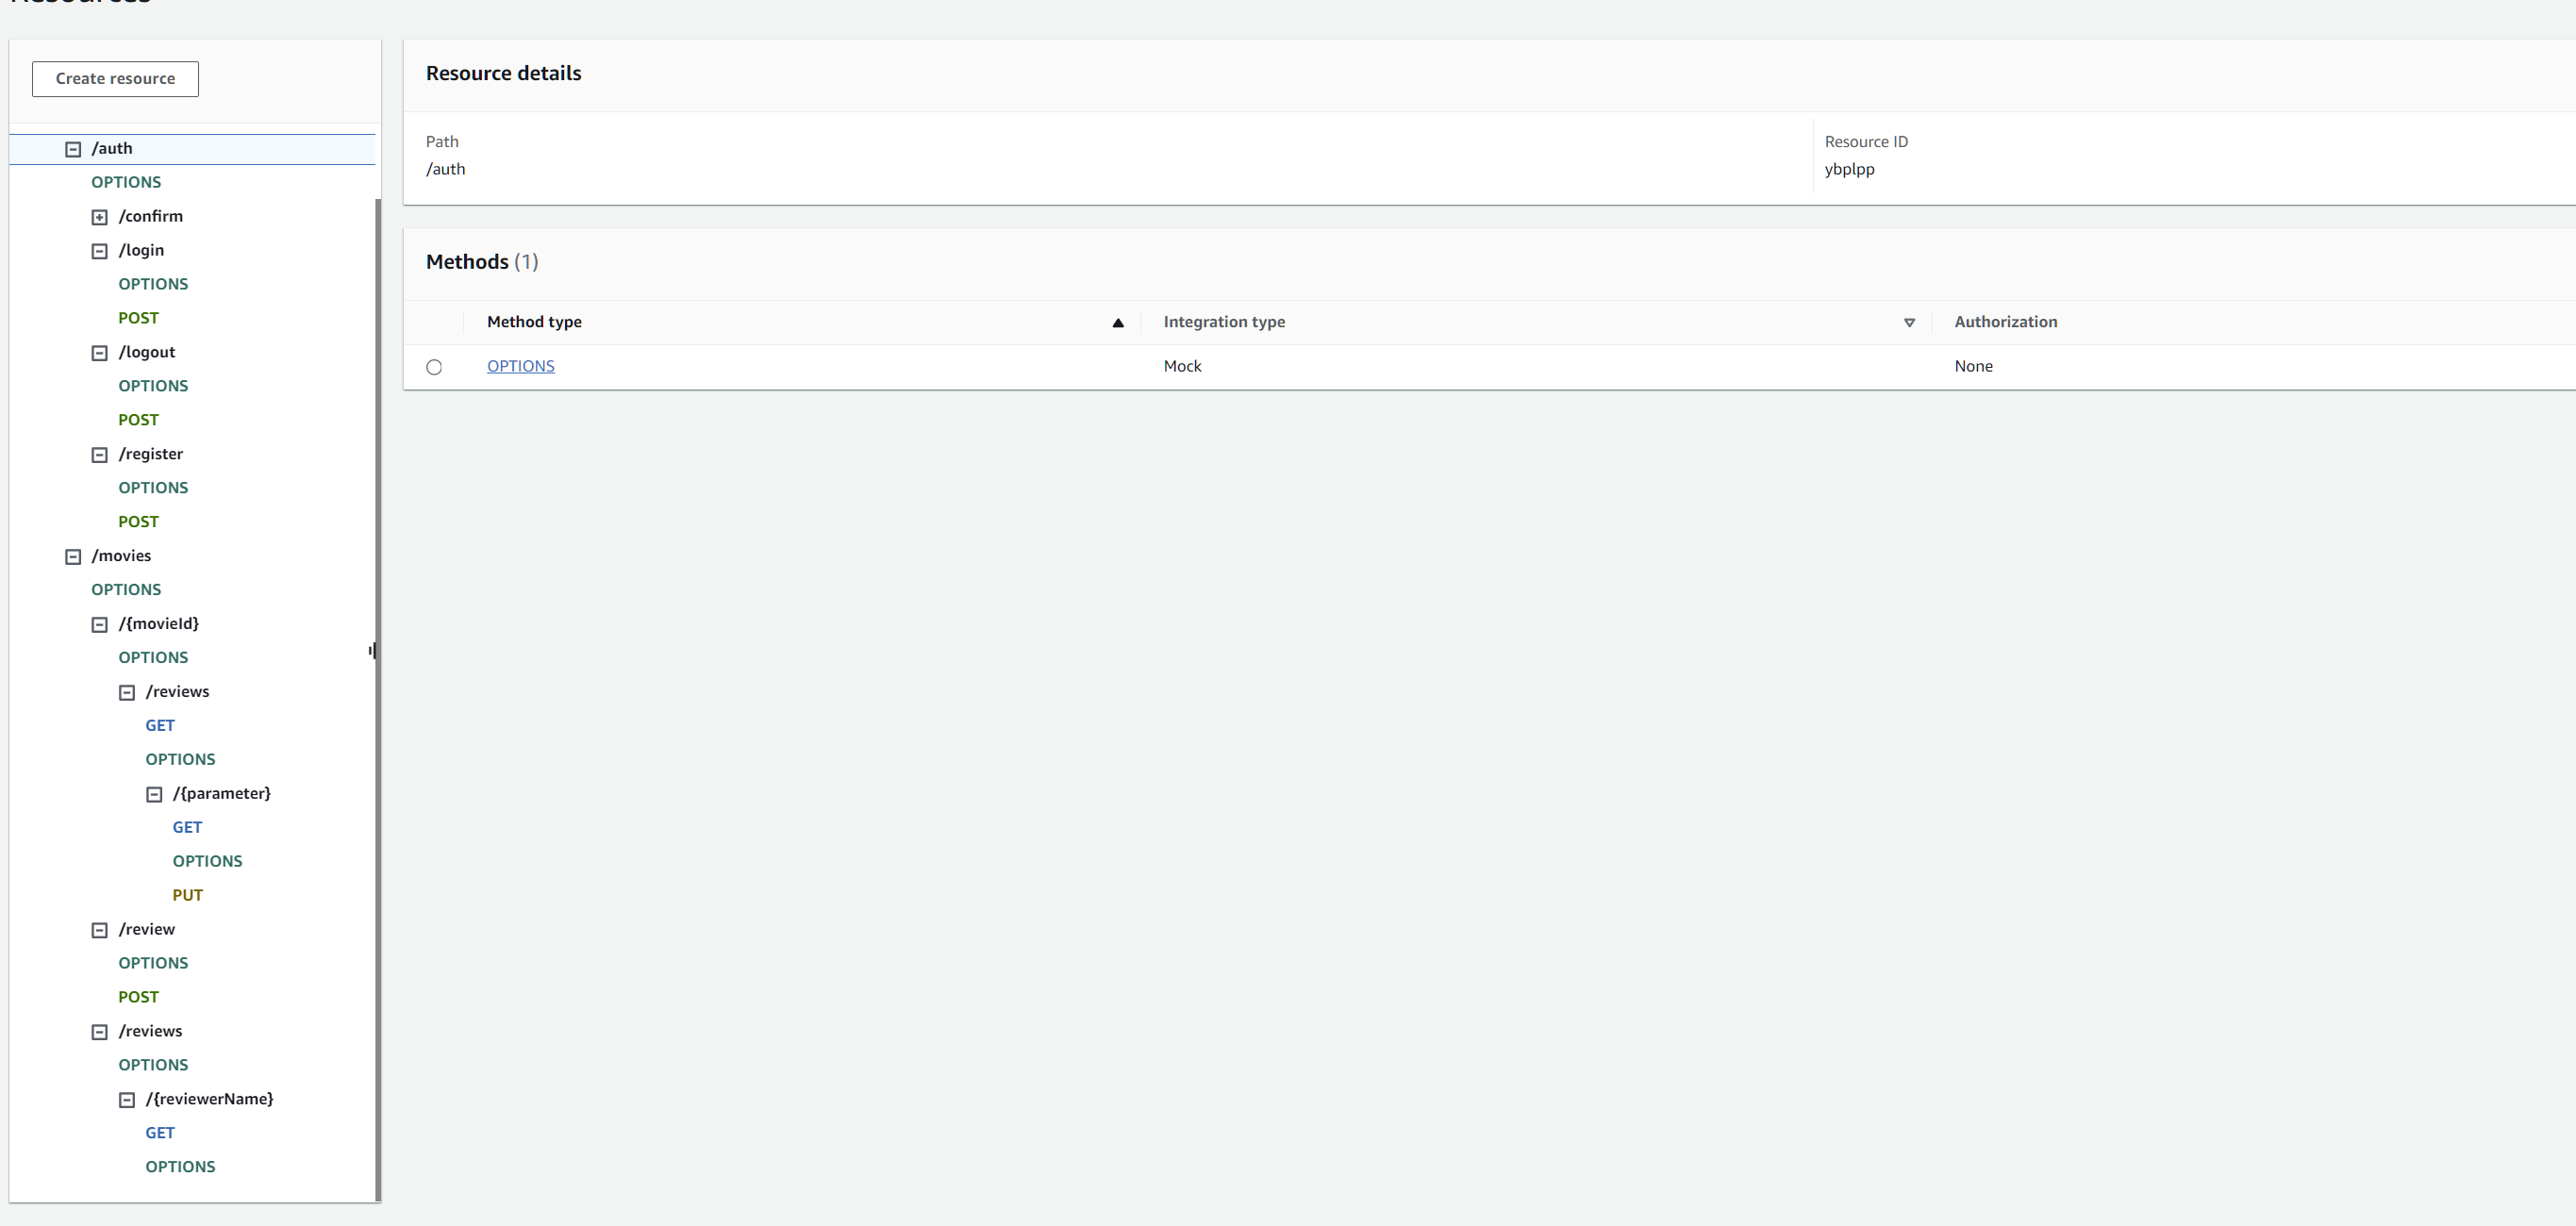 Resources
Create resource
/auth
OPTIONS
/confirm
/login
OPTIONS
POST
/logout
OPTIONS
POST
/register
OPTIONS
POST
/movies
OPTIONS
/{movieId}
OPTIONS
/reviews
GET
OPTIONS
/{parameter}
GET
OPTIONS
PUT
/review
OPTIONS
POST
/reviews
OPTIONS
/{reviewerName}
GET
OPTIONS
Resource details
Path
/auth
Resource ID
ybplpp
Methods (1)
Method type Integration type Authorization
OPTIONS Mock None